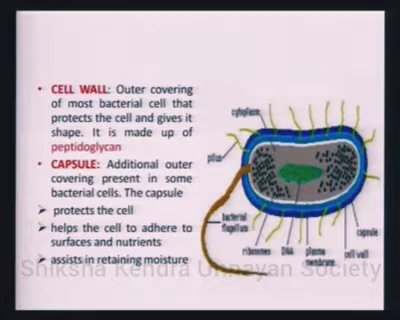 • CELL WALL: Outer covering
of most bacterial cell that
protects the cell and gives it
shape. It is made up of
peptidoglycan
• CAPSULE: Additional outer
covering present in some
bacterial cells. The capsule
➢ protects the cell
➢ helps the cell to adhere to
surfaces and nutrients
➢ assists in retaining moisture
cytoplasm
pilus
bacterial
flagellum
ribosomes
DNA
plasma
membrane
cell wall
capsule
Shiksha Kendra Unnayan Society